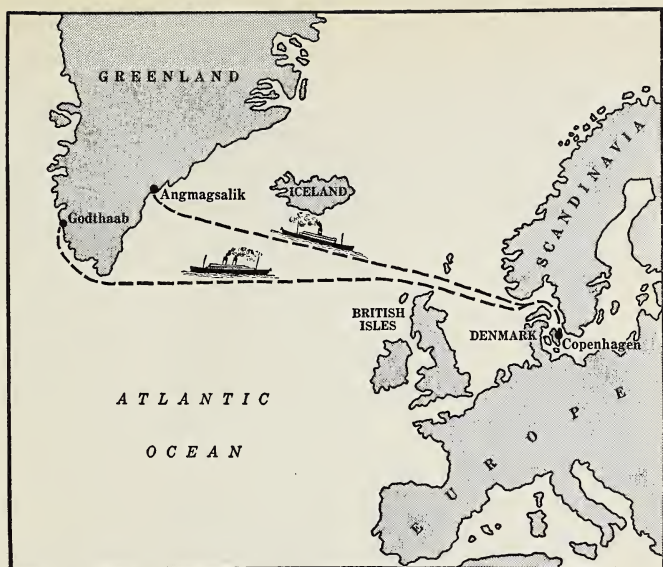 GREENLAND
Angmagsalik
ICELAND
Godthaab
SCANDINAVIA
BRITISH
ISLES
DENMARK
Copenhagen
ATLANTIC
OCEAN
EUROPE